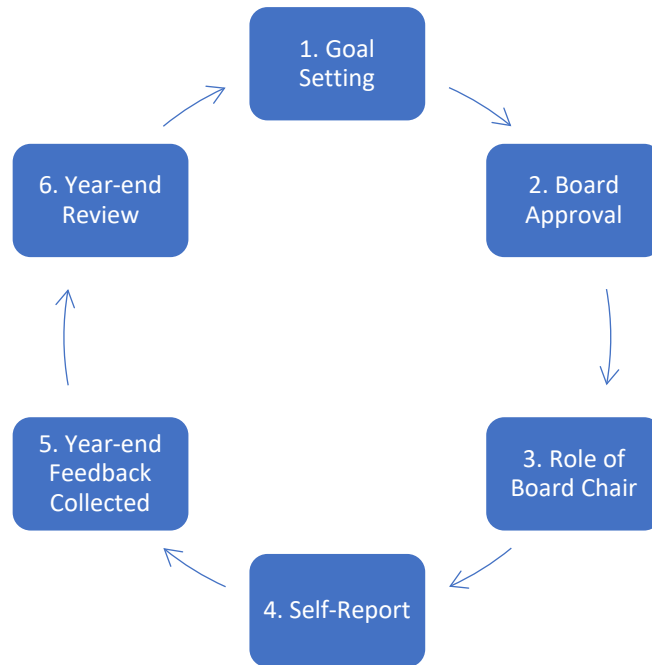 1. Goal
Setting
2. Board
Approval
3. Role of
Board Chair
4. Self-Report
5. Year-end
Feedback
Collected
6. Year-end
Review